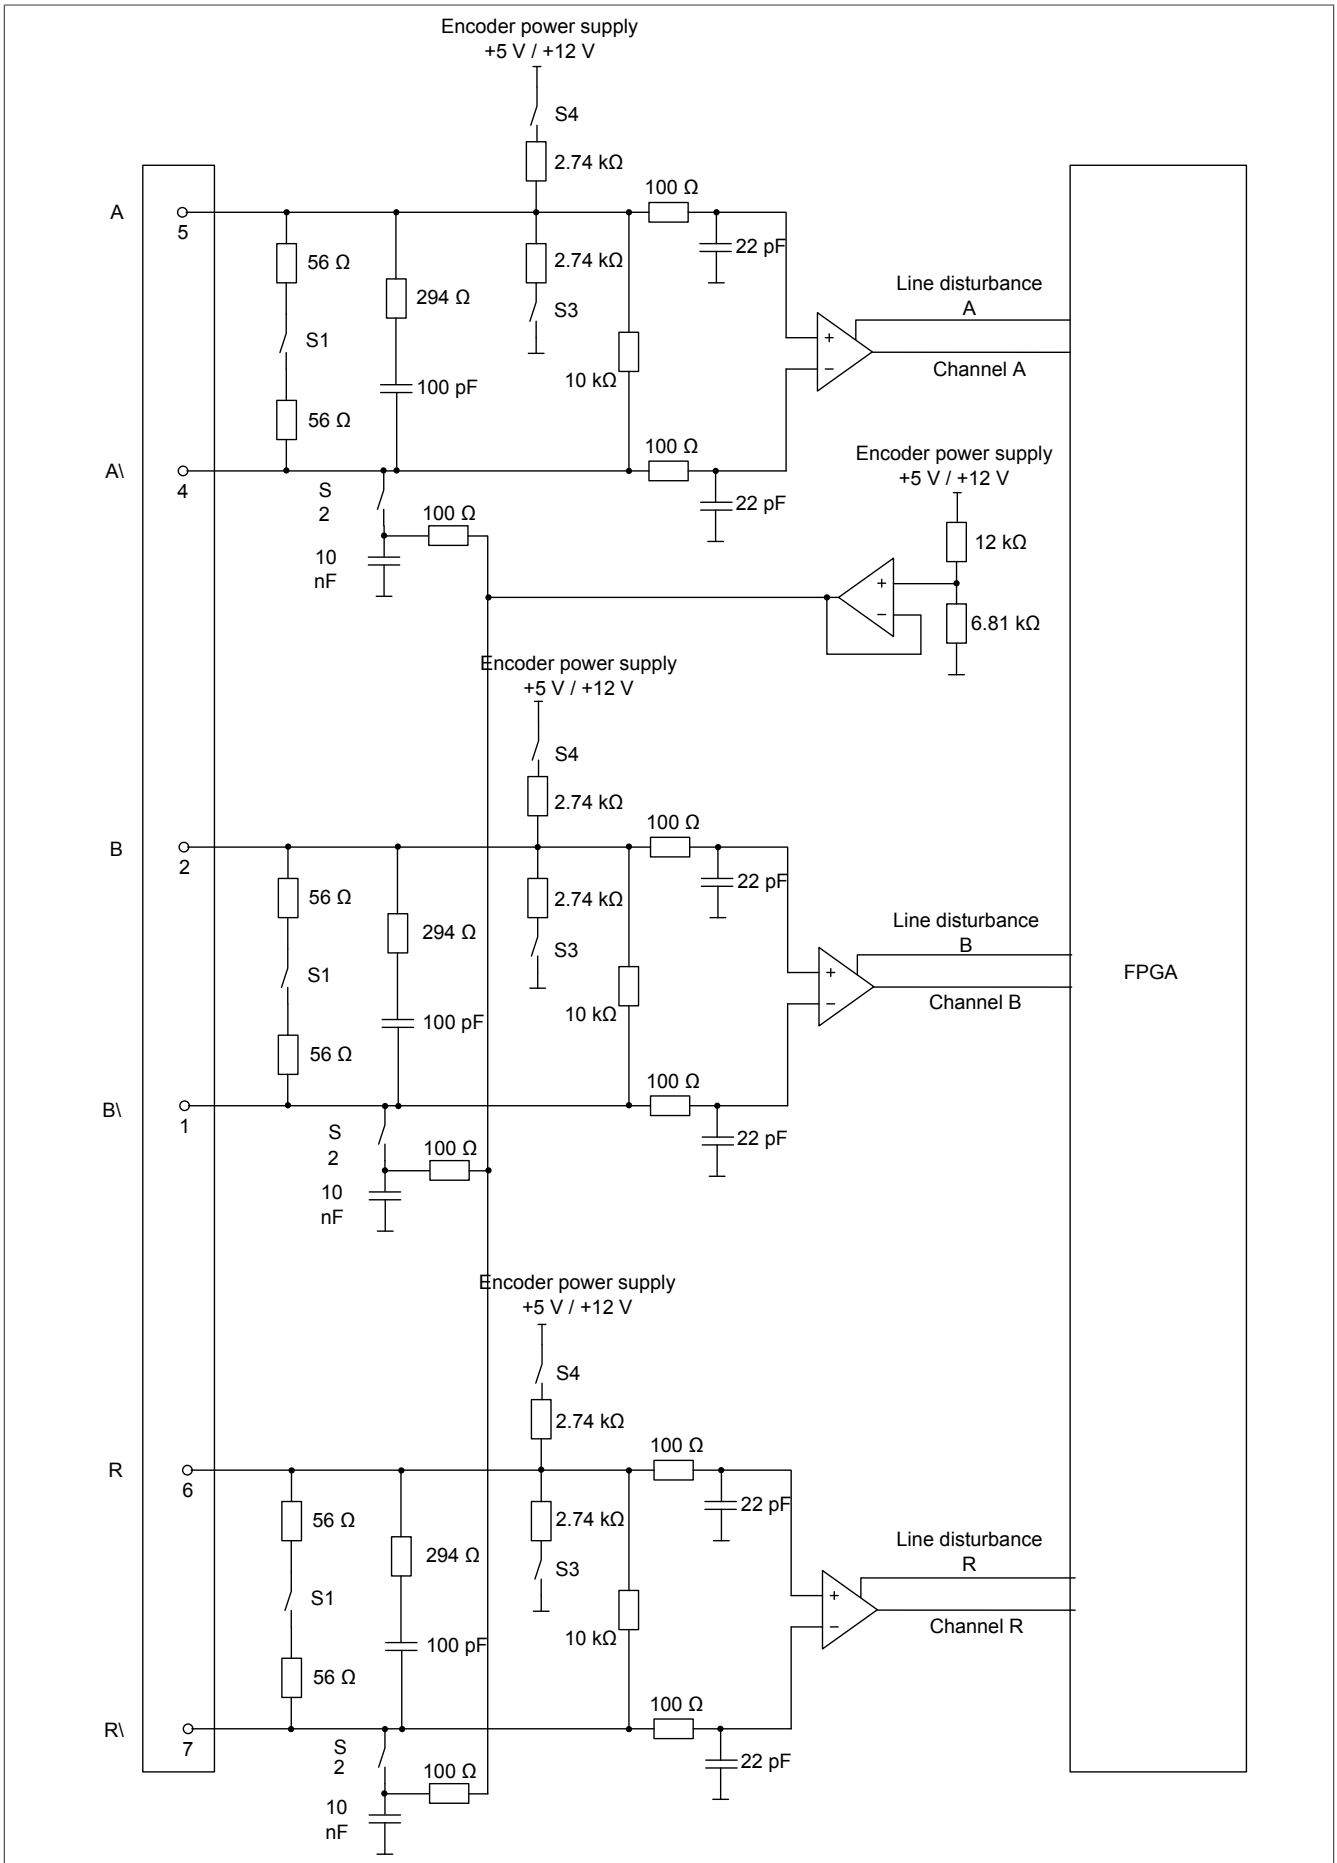 Encoder power supply
+5 V / +12 V
S4
2.74 kΩ
100 Ω
A
5
22 pF
56 Ω
2.74 kΩ
294 Ω
S3
Line disturbance
A
S1
+
−
Channel A
10 kΩ
100 pF
56 Ω
100 Ω
A\
4
Encoder power supply
+5 V / +12 V
S
2
100 Ω
22 pF
12 kΩ
10
nF
+
−
6.81 kΩ
Encoder power supply
+5 V / +12 V
S4
2.74 kΩ
100 Ω
B
2
22 pF
56 Ω
2.74 kΩ
294 Ω
S3
Line disturbance
B
S1
+
−
FPGA
Channel B
10 kΩ
100 pF
56 Ω
100 Ω
B\
1
S
2
100 Ω
22 pF
10
nF
Encoder power supply
+5 V / +12 V
S4
2.74 kΩ
100 Ω
R
6
22 pF
56 Ω
2.74 kΩ
294 Ω
S3
Line disturbance
R
S1
+
−
Channel R
10 kΩ
100 pF
56 Ω
100 Ω
R\
7
S
2
100 Ω
22 pF
10
nF